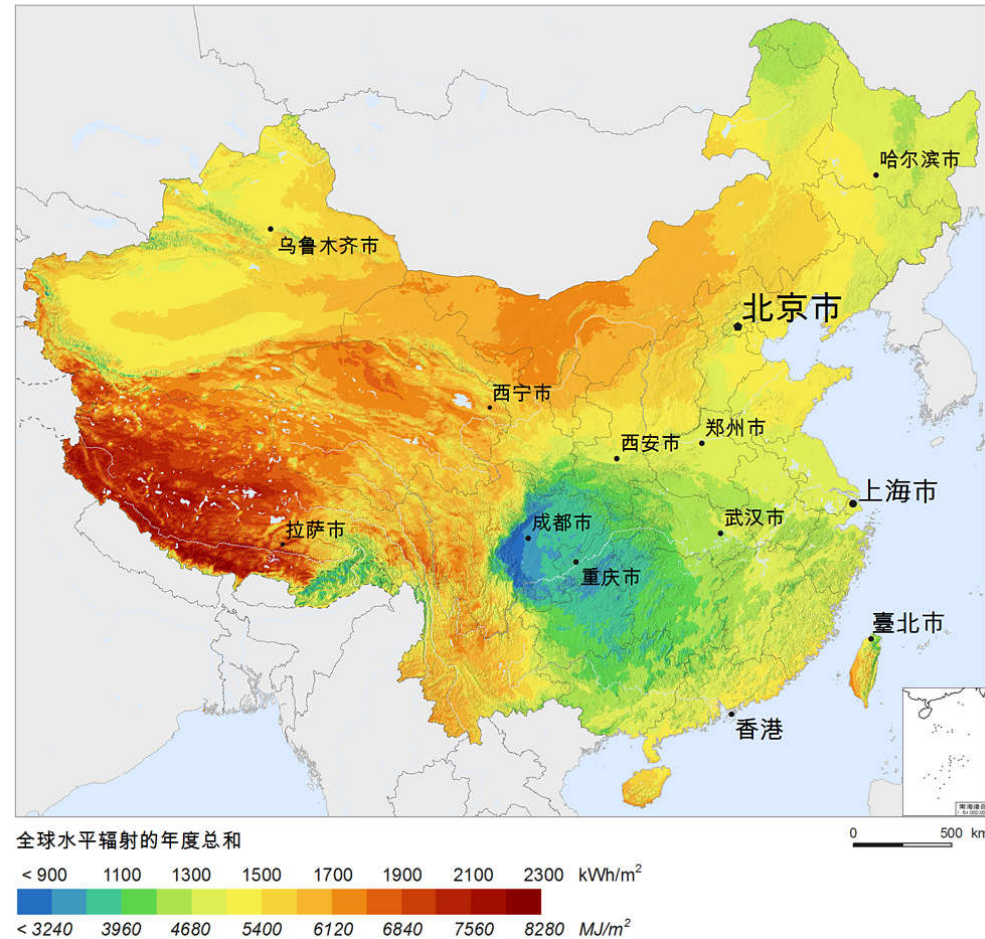 哈尔滨市
乌鲁木齐市
北京市
西宁市
郑州市
西安市
上海市
成都市
武汉市
拉萨市
重庆市
臺北市
香港
0 500 km
全球水平辐射的年度总和
< 900 1100 1300 1500 1700 1900 2100 2300 kWh/m²
< 3240 3960 4680 5400 6120 6840 7560 8280 MJ/m²